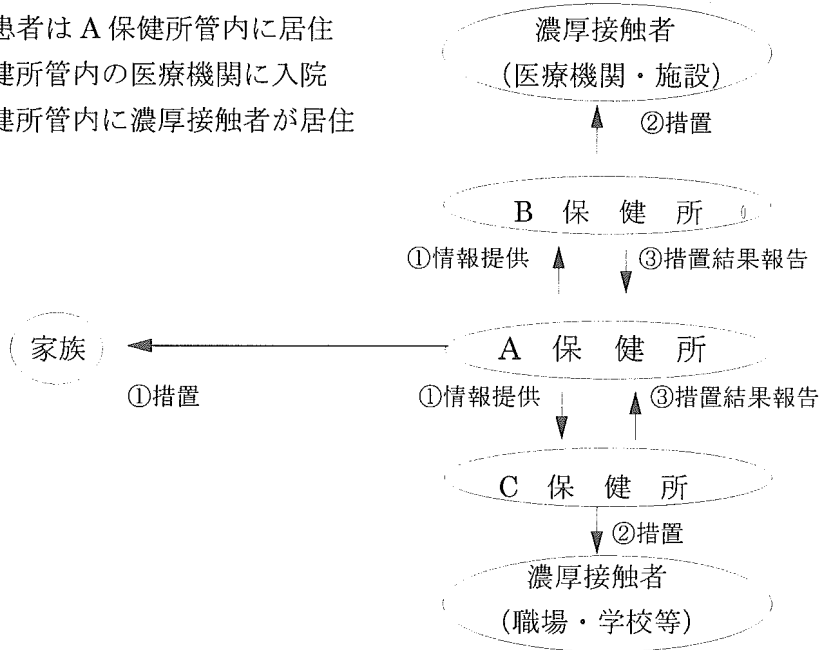 患者は A 保健所管内に居住
健所管内の医療機関に入院
健所管内に濃厚接触者が居住
濃厚接触者
(医療機関・施設)
②措置
B 保 健 所
①情報提供
③措置結果報告
家族
A 保 健 所
①措置
①情報提供
③措置結果報告
C 保 健 所
②措置
濃厚接触者
(職場・学校等)